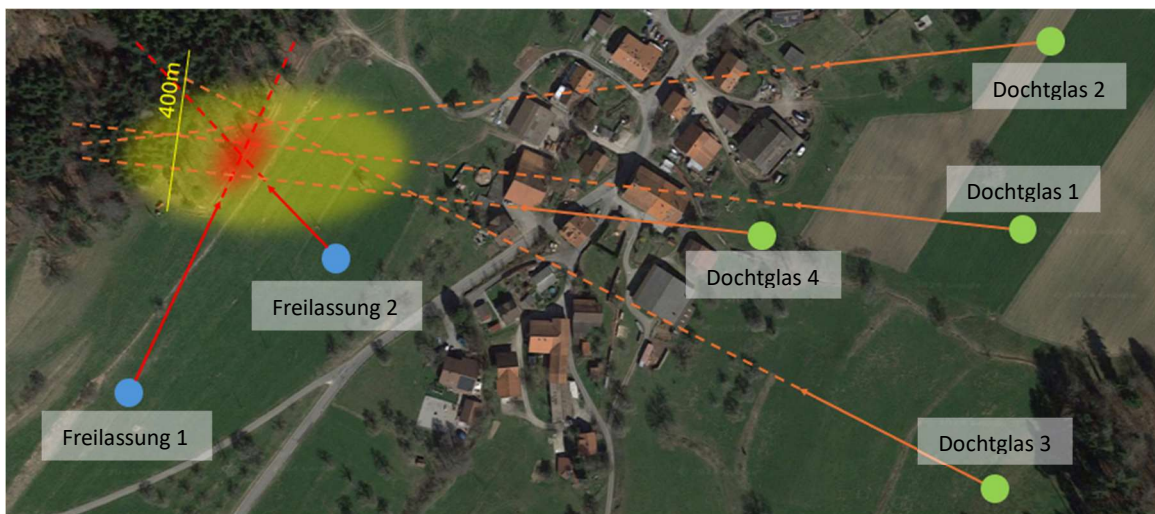 400m
Dochtglas 2
Dochtglas 1
Dochtglas 4
Freilassung 2
Freilassung 1
Dochtglas 3